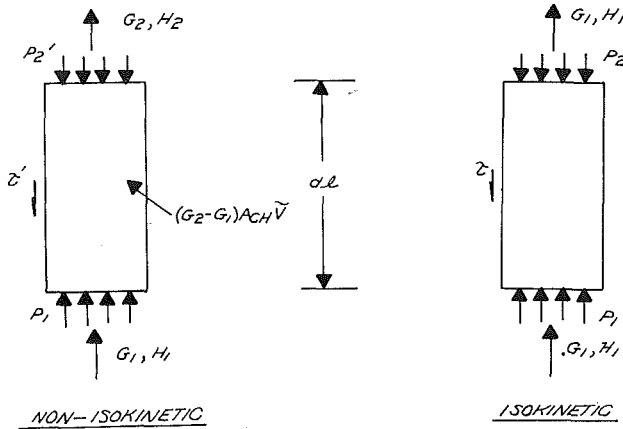 G2, H2
P2'
τ'
(G2-G1)ACH Ṽ
P1
G1, H1
NON-ISOKINETIC
dl
G1, H1
P2
τ
P1
.G1, H1
ISOKINETIC